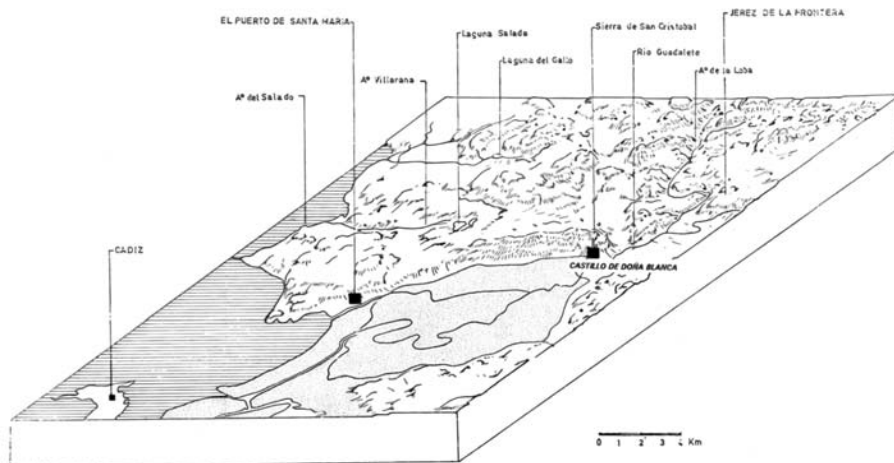 EL PUERTO DE SANTA MARIA
Laguna Salada
Sierra de San Cristobal
JEREZ DE LA FRONTERA
Laguna del Gallo
Rio Guadalete
Aº de la Loba
Aº Villarana
Aº del Salado
CADIZ
CASTILLO DE DOÑA BLANCA
0 1 2 3 4 Km